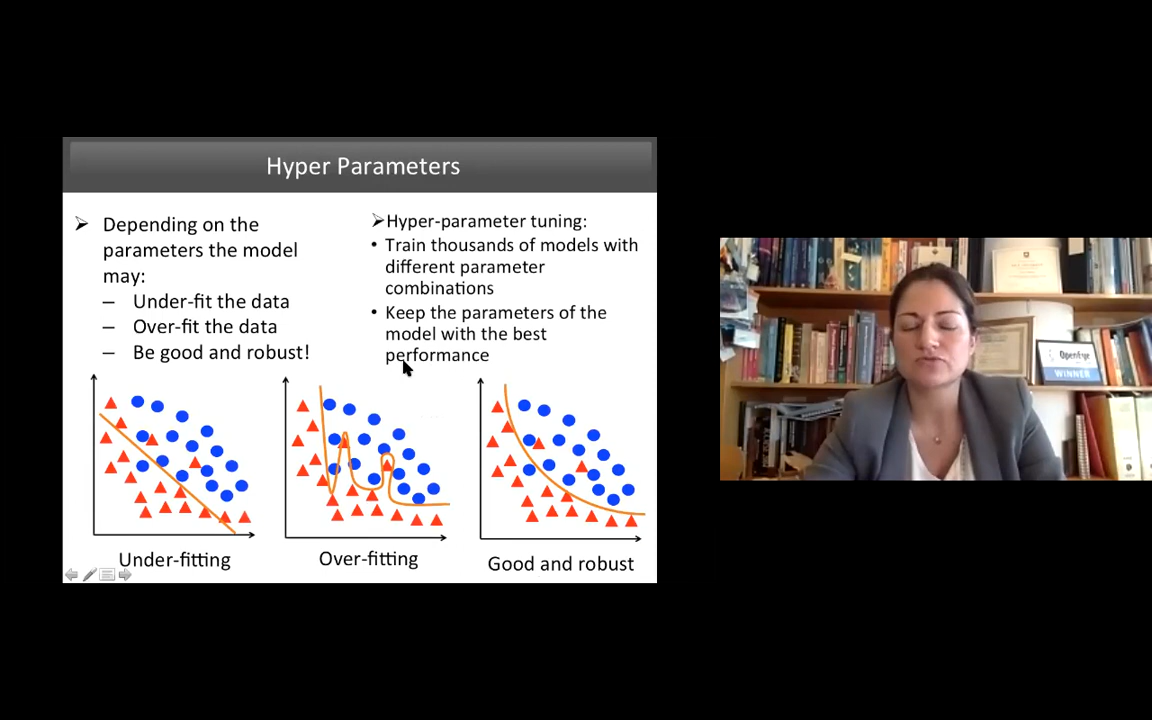 Hyper Parameters
➢ Depending on the
parameters the model
may:
– Under-fit the data
– Over-fit the data
– Be good and robust!
➢Hyper-parameter tuning:
• Train thousands of models with
different parameter
combinations
• Keep the parameters of the
model with the best
performance
Under-fitting
Over-fitting
Good and robust
OpenEye
WINNER